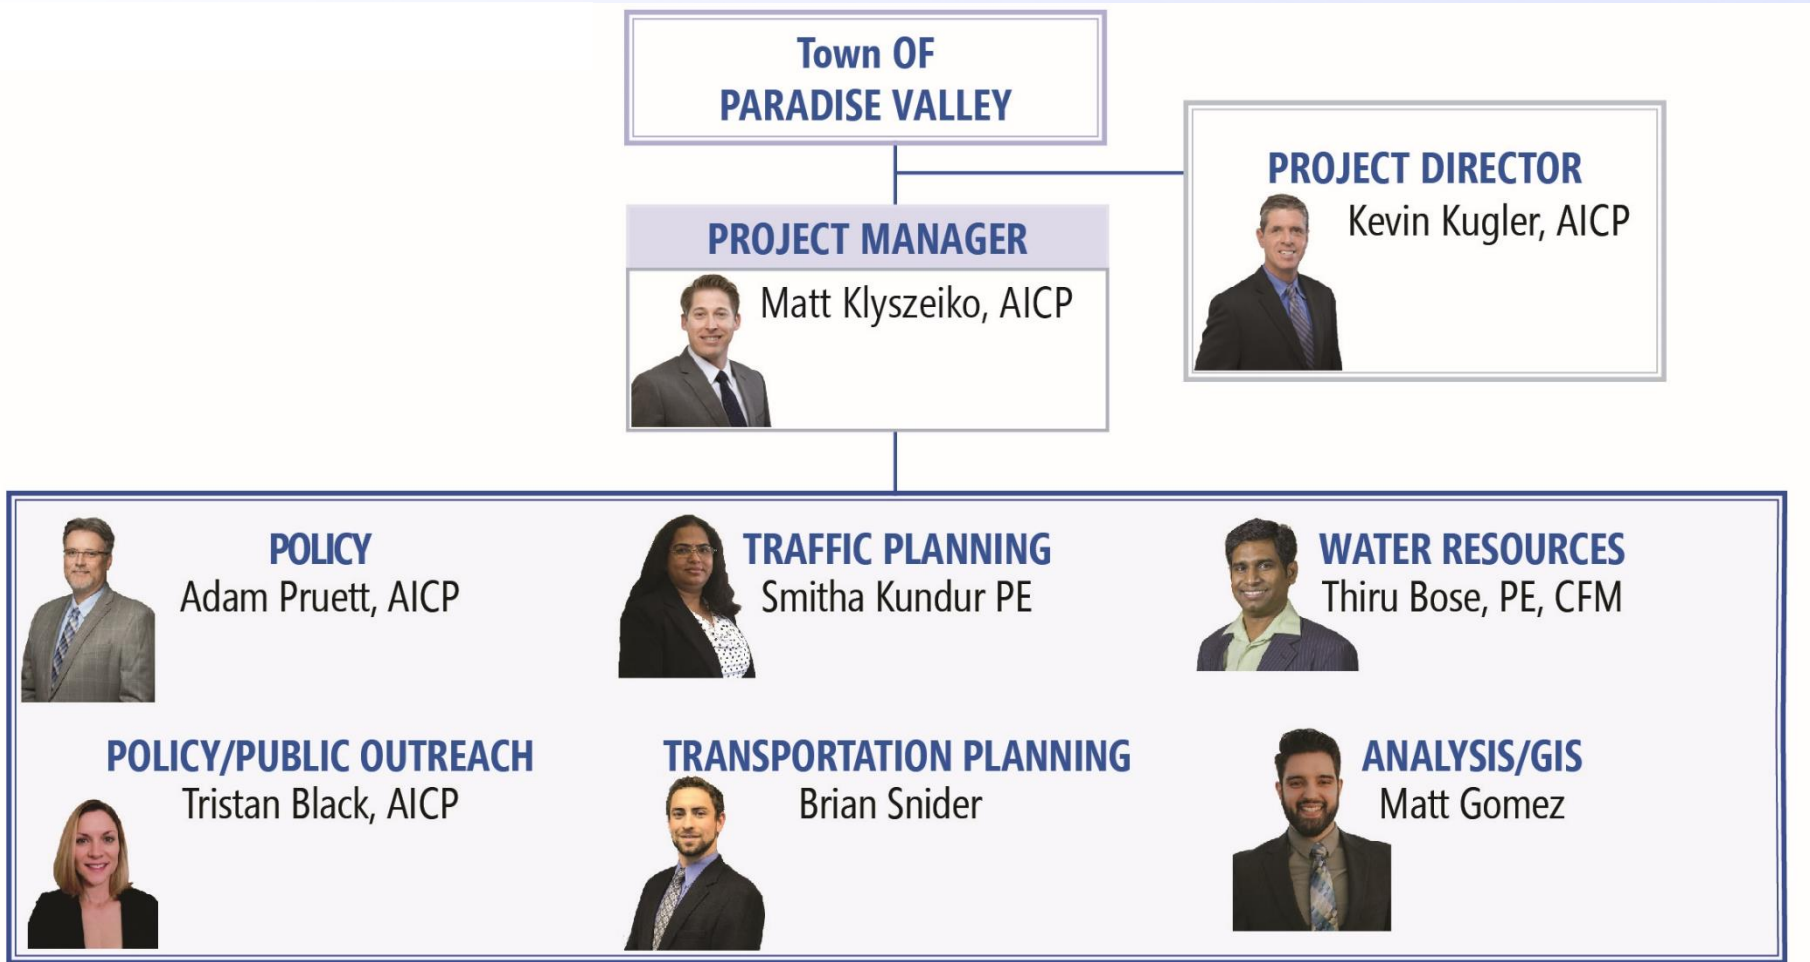 Town OF
PARADISE VALLEY
PROJECT DIRECTOR
Kevin Kugler, AICP
PROJECT MANAGER
Matt Klyszeiko, AICP
POLICY
Adam Pruett, AICP
TRAFFIC PLANNING
Smitha Kundur PE
WATER RESOURCES
Thiru Bose, PE, CFM
POLICY/PUBLIC OUTREACH
Tristan Black, AICP
TRANSPORTATION PLANNING
Brian Snider
ANALYSIS/GIS
Matt Gomez